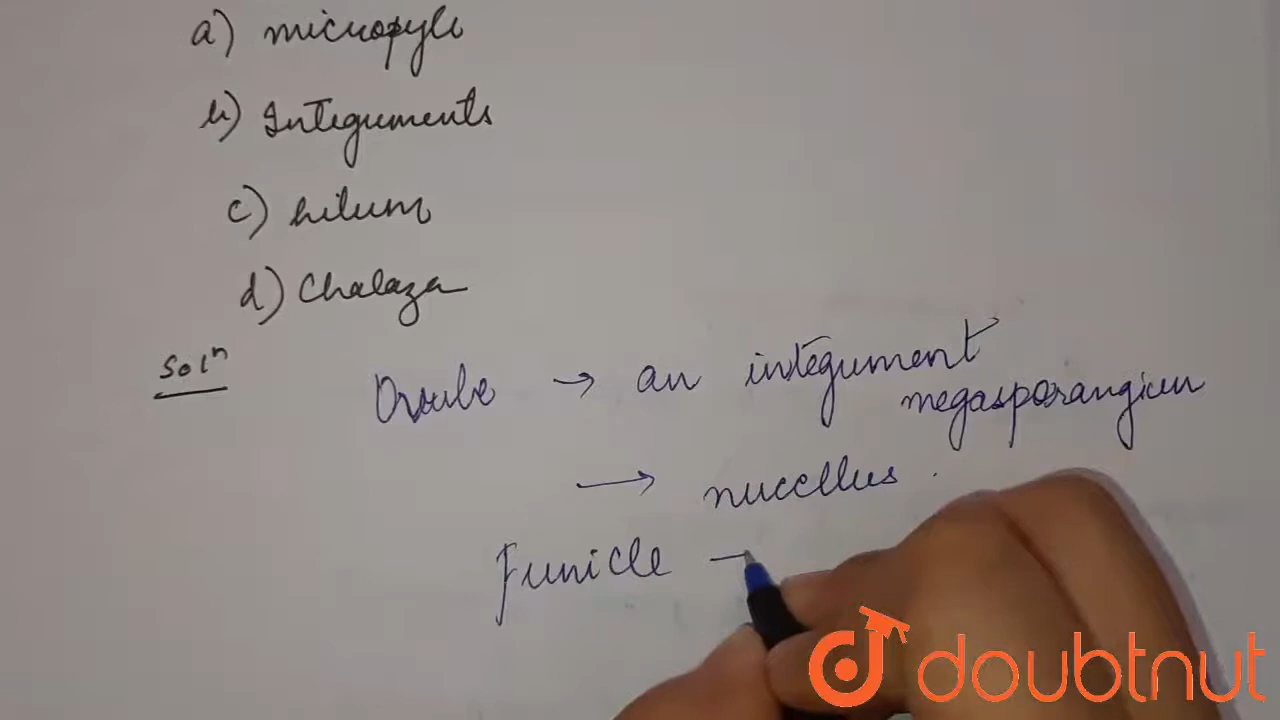 a) micropyle
b) Integuments
c) hilum
d) Chalaza
Solⁿ
Ovule → an integument
megasporangium
→ nucellus.
Funicle →
doubtnut